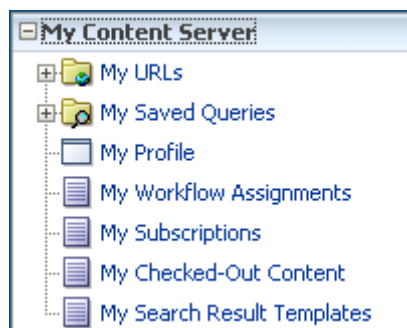 My Content Server
My URLs
My Saved Queries
My Profile
My Workflow Assignments
My Subscriptions
My Checked-Out Content
My Search Result Templates